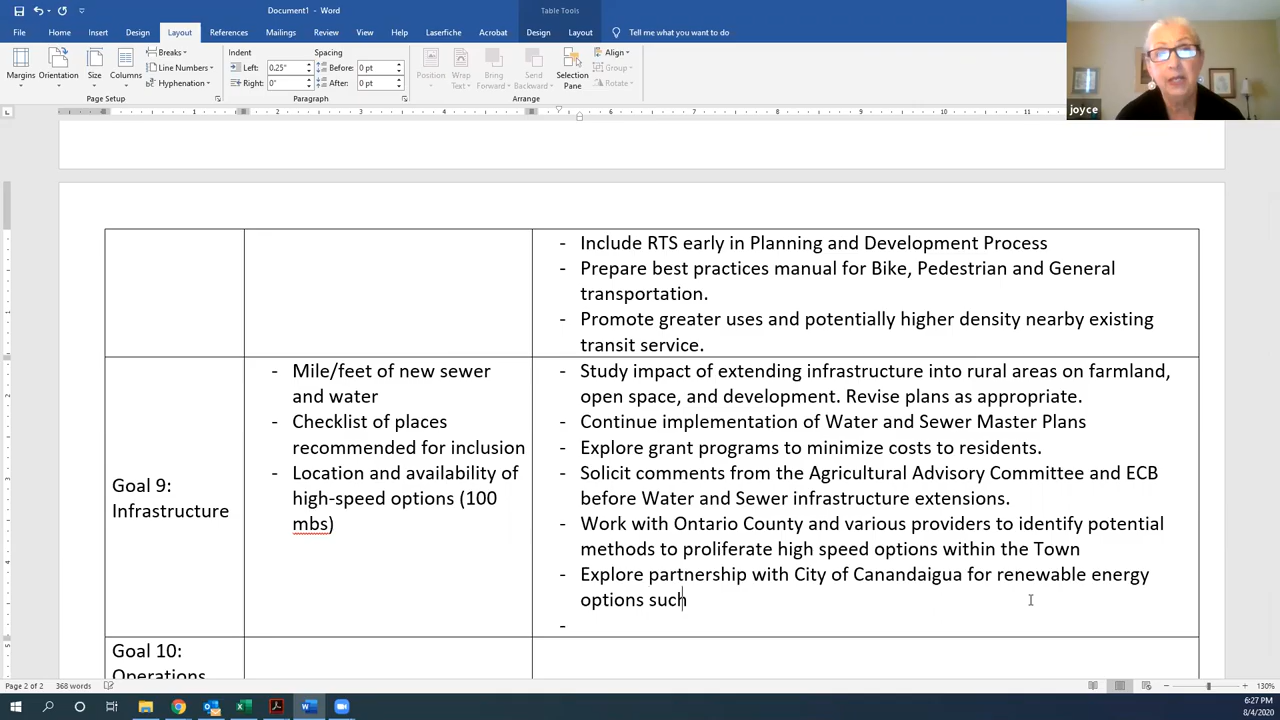 Document1 - Word
Table Tools
File Home Insert Design Layout References Mailings Review View Help Laserfiche Acrobat Design Layout Tell me what you want to do
Margins Orientation Size Columns
Breaks
Line Numbers
Hyphenation
Page Setup
Indent
Left: 0.25"
Right: 0"
Spacing
Before: 0 pt
After: 0 pt
Paragraph
Position Wrap Text Bring Forward Send Backward Selection Pane
Align
Group
Rotate
Arrange
joyce
- Include RTS early in Planning and Development Process
- Prepare best practices manual for Bike, Pedestrian and General
transportation.
- Promote greater uses and potentially higher density nearby existing
transit service.
Goal 9:
Infrastructure
- Mile/feet of new sewer
and water
- Checklist of places
recommended for inclusion
- Location and availability of
high-speed options (100
mbs)
- Study impact of extending infrastructure into rural areas on farmland,
open space, and development. Revise plans as appropriate.
- Continue implementation of Water and Sewer Master Plans
- Explore grant programs to minimize costs to residents.
- Solicit comments from the Agricultural Advisory Committee and ECB
before Water and Sewer infrastructure extensions.
- Work with Ontario County and various providers to identify potential
methods to proliferate high speed options within the Town
- Explore partnership with City of Canandaigua for renewable energy
options such
-
Goal 10:
Operations
Page 2 of 2 368 words
130%
6:27 PM
8/4/2020